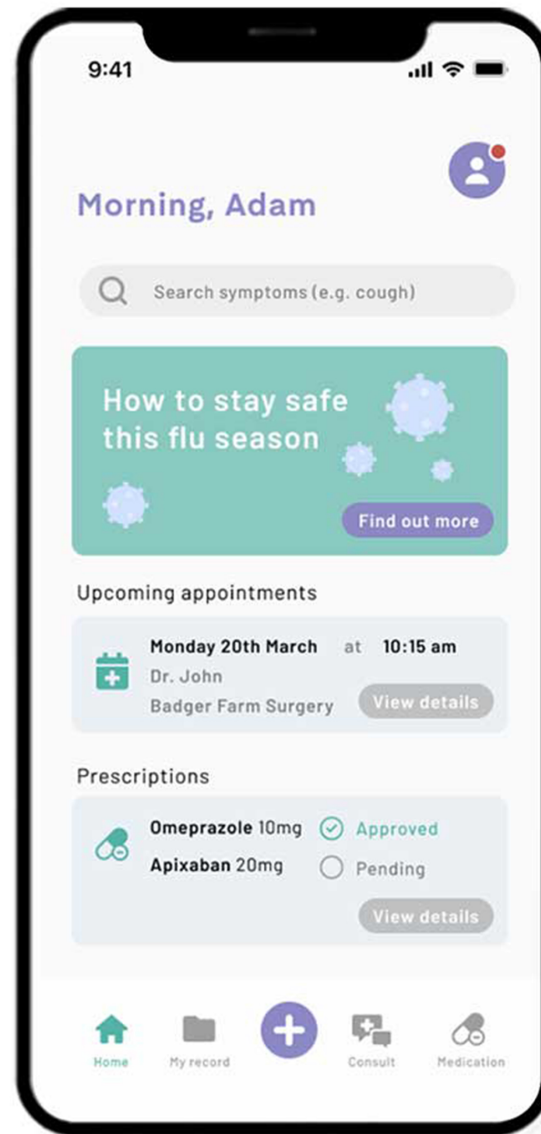 9:41
Morning, Adam
Search symptoms (e.g. cough)
How to stay safe
this flu season
Find out more
Upcoming appointments
Monday 20th March at 10:15 am
Dr. John
Badger Farm Surgery
View details
Prescriptions
Omeprazole 10mg Approved
Apixaban 20mg Pending
View details
Home My record Consult Medication